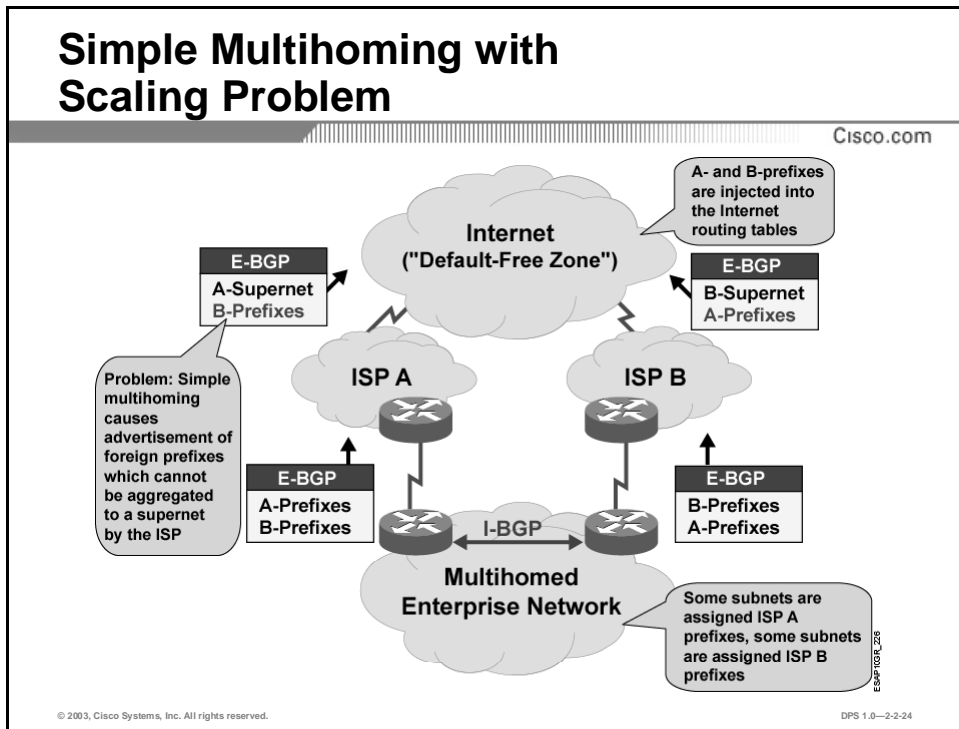 Simple Multihoming with
Scaling Problem
Cisco.com
A- and B-prefixes
are injected into
the Internet
routing tables
Internet
("Default-Free Zone")
E-BGP
A-Supernet
B-Prefixes
E-BGP
B-Supernet
A-Prefixes
ISP A
ISP B
Problem: Simple
multihoming
causes
advertisement of
foreign prefixes
which cannot
be aggregated
to a supernet
by the ISP
E-BGP
A-Prefixes
B-Prefixes
E-BGP
B-Prefixes
A-Prefixes
I-BGP
Multihomed
Enterprise Network
Some subnets are
assigned ISP A
prefixes, some subnets
are assigned ISP B
prefixes
ESAP10GR_226
© 2003, Cisco Systems, Inc. All rights reserved.
DPS 1.0—2-2-24